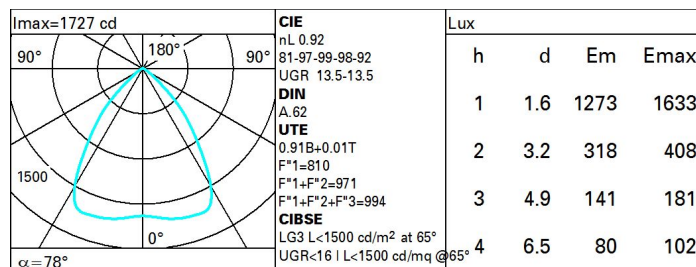 Imax=1727 cd
90°
180°
90°
1500
0°
α=78°
CIE
nL 0.92
81-97-99-98-92
UGR 13.5-13.5
DIN
A.62
UTE
0.91B+0.01T
F"1=810
F"1+F"2=971
F"1+F"2+F"3=994
CIBSE
LG3 L<1500 cd/m² at 65°
UGR<16 | L<1500 cd/mq @65°
Lux
h d Em Emax
1 1.6 1273 1633
2 3.2 318 408
3 4.9 141 181
4 6.5 80 102